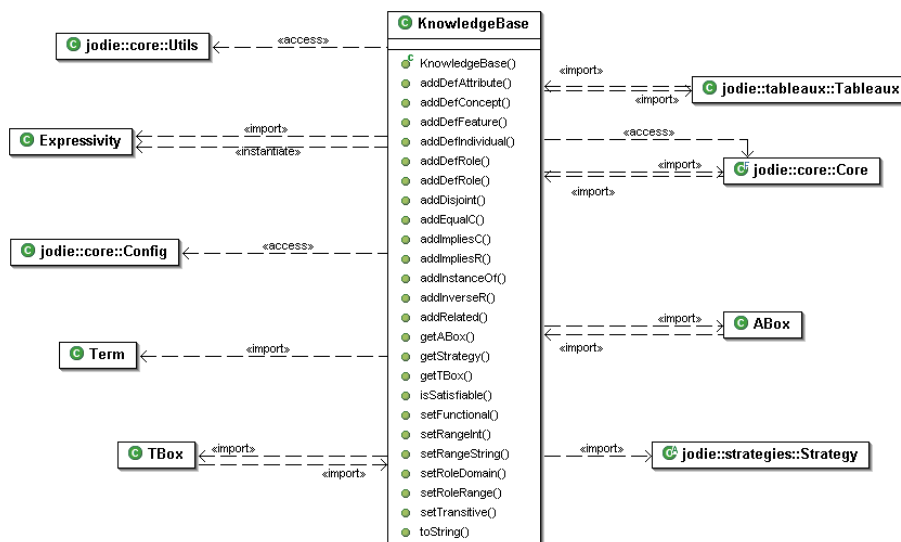 KnowledgeBase
jodie::core::Utils
«access»
KnowledgeBase()
addDefAttribute()
addDefConcept()
addDefFeature()
addDefIndividual()
addDefRole()
addDefRole()
addDisjoint()
addEqualC()
addImpliesC()
addImpliesR()
addInstanceOf()
addInverseR()
addRelated()
getABox()
getStrategy()
getTBox()
isSatisfiable()
setFunctional()
setRangeInt()
setRangeString()
setRoleDomain()
setRoleRange()
setTransitive()
toString()
«import»
jodie::tableaux::Tableaux
«import»
Expressivity
«import»
«instantiate»
«access»
«import»
jodie::core::Core
«import»
jodie::core::Config
«access»
«import»
ABox
«import»
Term
«import»
TBox
«import»
«import»
«import»
jodie::strategies::Strategy